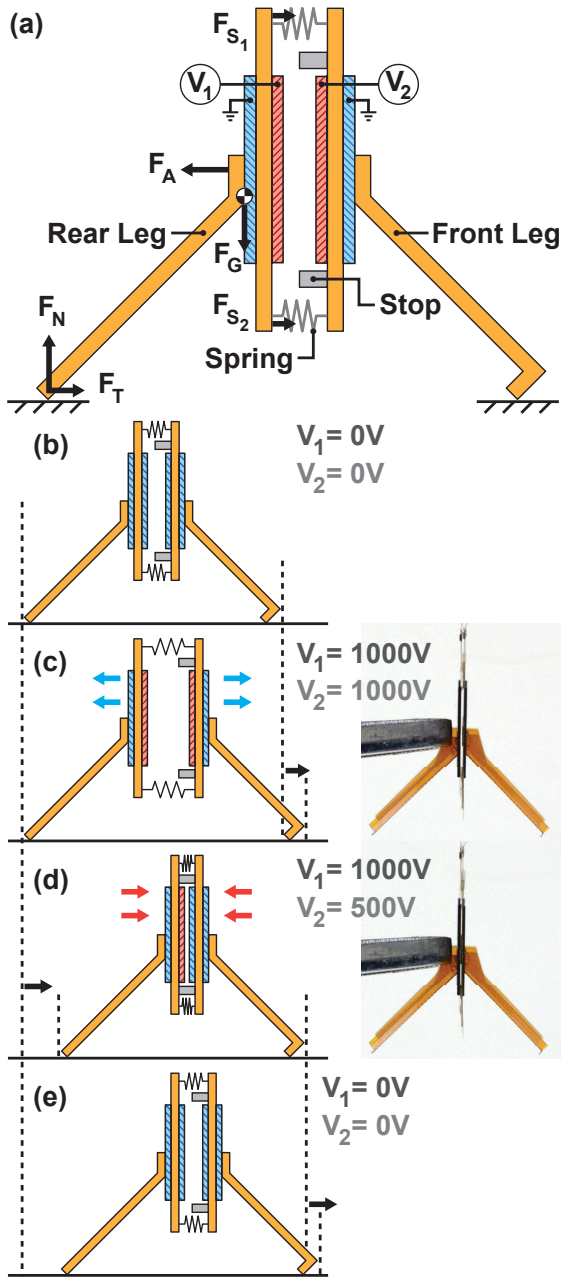 (a)
F_S₁
V₁
V₂
F_A
Rear Leg
Front Leg
F_G
F_N
F_S₂
Stop
F_T
Spring
(b)
V₁= 0V
V₂= 0V
(c)
V₁= 1000V
V₂= 1000V
(d)
V₁= 1000V
V₂= 500V
(e)
V₁= 0V
V₂= 0V